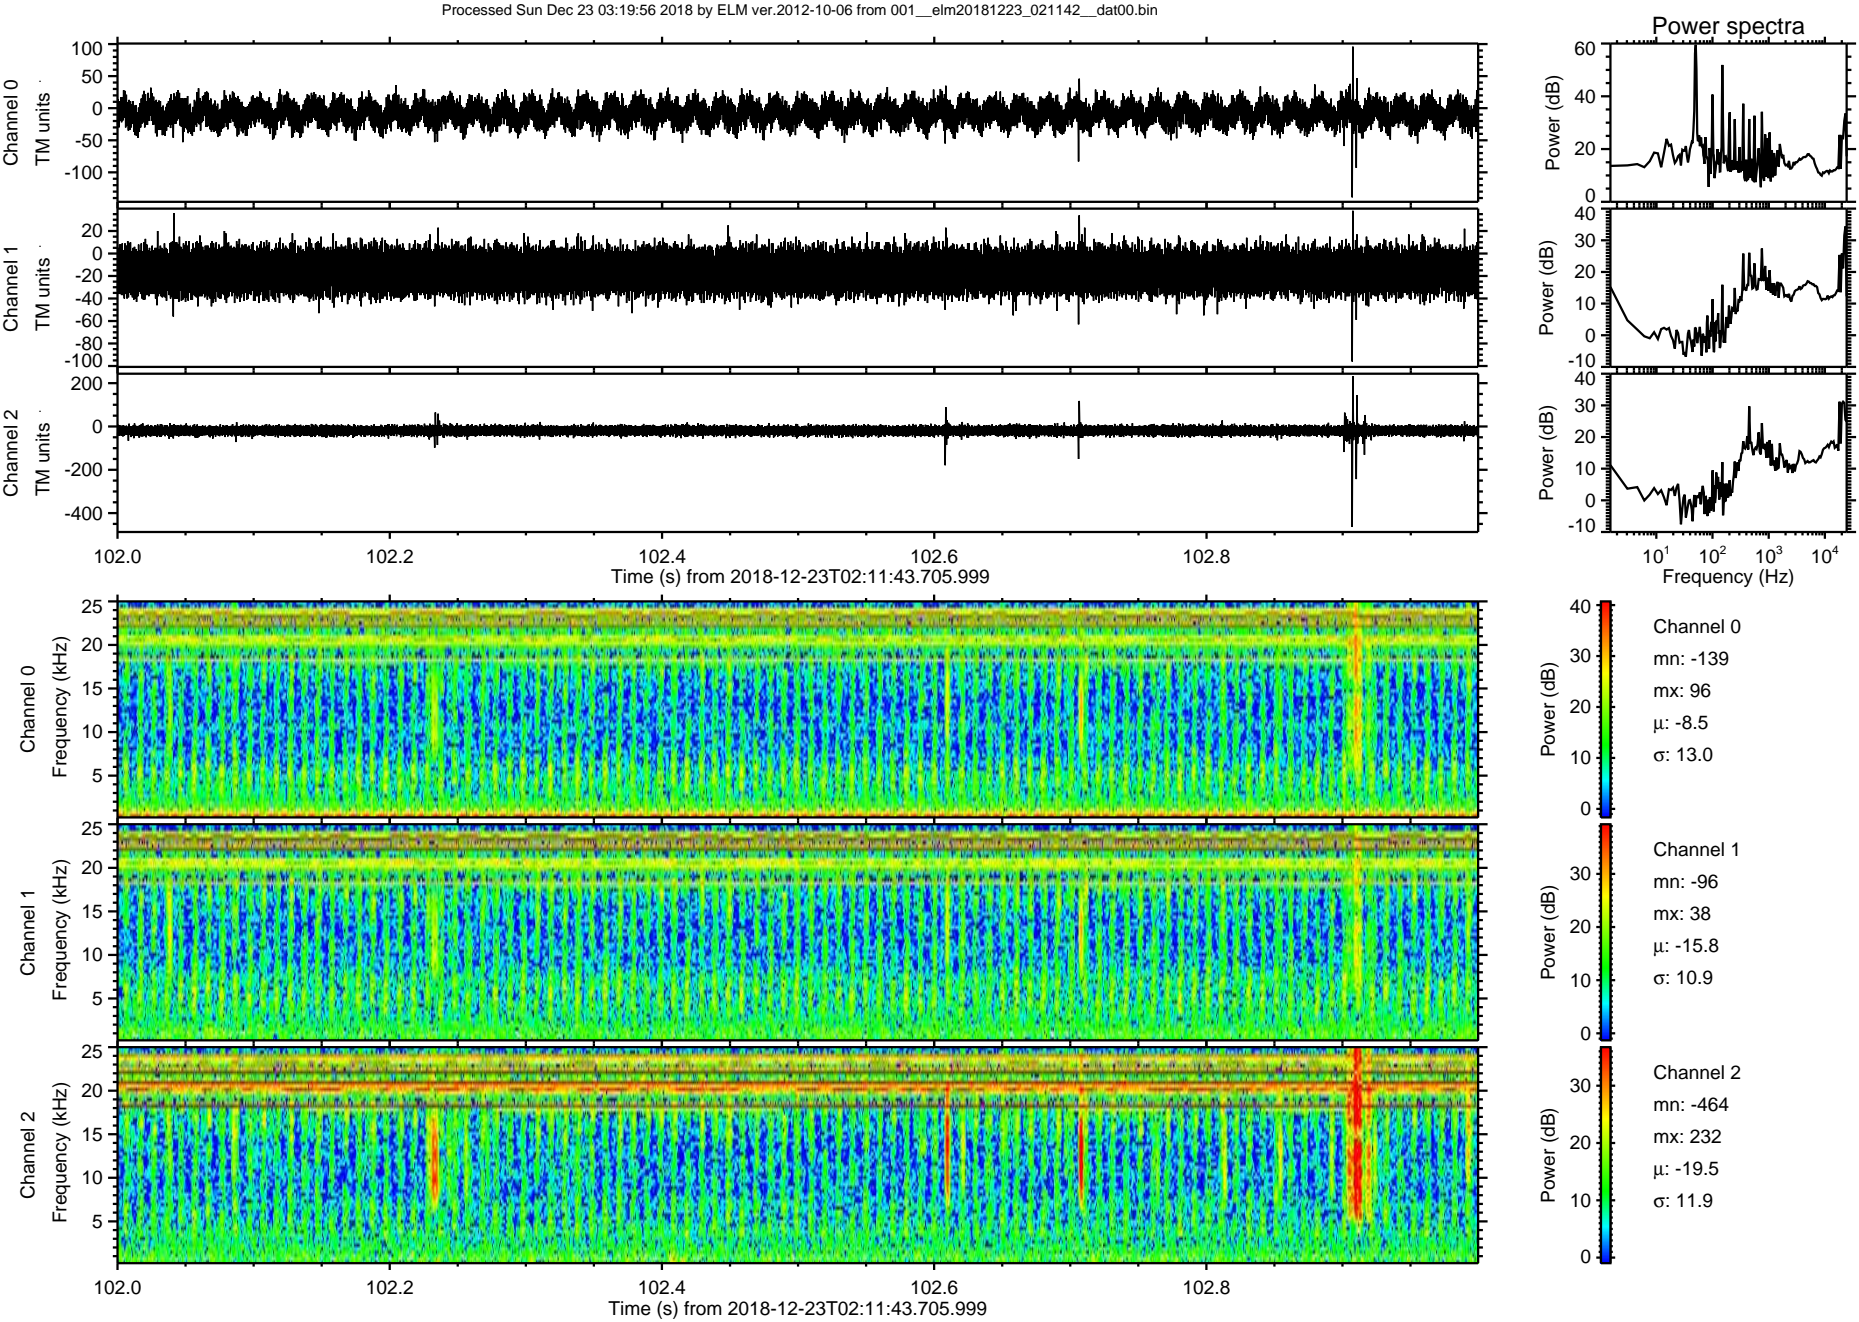 Processed Sun Dec 23 03:19:56 2018 by ELM ver.2012-10-06 from 001__elm20181223_021142__dat00.bin
Power spectra
Channel 0
TM units
100
50
0
-50
-100
Power (dB)
60
40
20
0
Channel 1
TM units
20
0
-20
-40
-60
-80
-100
Power (dB)
40
30
20
10
0
-10
Channel 2
TM units
200
0
-200
-400
Power (dB)
40
30
20
10
0
-10
102.0 102.2 102.4 102.6 102.8
Time (s) from 2018-12-23T02:11:43.705.999
10¹ 10² 10³ 10⁴
Frequency (Hz)
Channel 0
Frequency (kHz)
25
20
15
10
5
Power (dB)
40
30
20
10
0
Channel 0
mn: -139
mx: 96
µ: -8.5
σ: 13.0
Channel 1
Frequency (kHz)
25
20
15
10
5
Power (dB)
30
20
10
0
Channel 1
mn: -96
mx: 38
µ: -15.8
σ: 10.9
Channel 2
Frequency (kHz)
25
20
15
10
5
Power (dB)
30
20
10
0
Channel 2
mn: -464
mx: 232
µ: -19.5
σ: 11.9
102.0 102.2 102.4 102.6 102.8
Time (s) from 2018-12-23T02:11:43.705.999